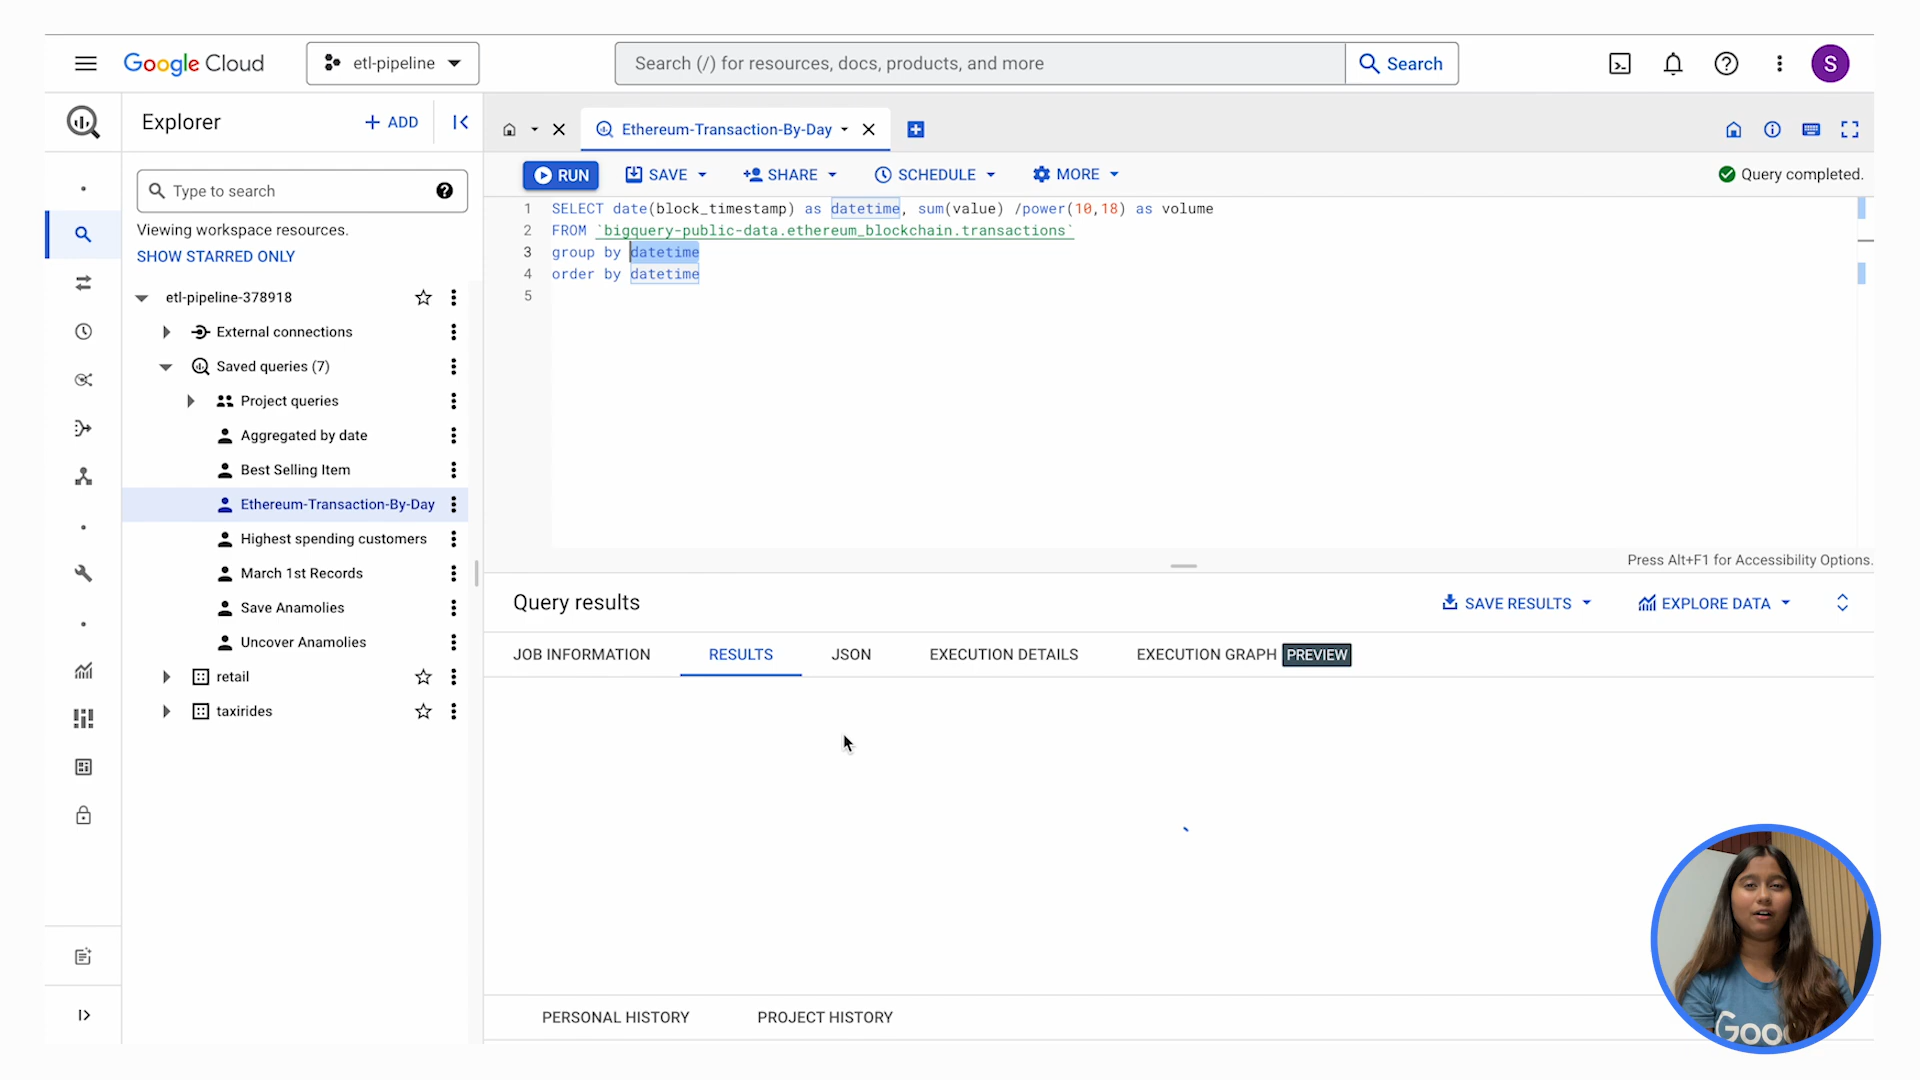 Google Cloud
etl-pipeline
Search (/) for resources, docs, products, and more
Search
S
Explorer
ADD
Ethereum-Transaction-By-Day
RUN
SAVE
SHARE
SCHEDULE
MORE
Query completed.
Type to search
Viewing workspace resources.
SHOW STARRED ONLY
etl-pipeline-378918
External connections
Saved queries (7)
Project queries
Aggregated by date
Best Selling Item
Ethereum-Transaction-By-Day
Highest spending customers
March 1st Records
Save Anamolies
Uncover Anamolies
retail
taxirides
1 SELECT date(block_timestamp) as datetime, sum(value) /power(10,18) as volume
2 FROM `bigquery-public-data.ethereum_blockchain.transactions`
3 group by datetime
4 order by datetime
5
Press Alt+F1 for Accessibility Options.
Query results
SAVE RESULTS
EXPLORE DATA
JOB INFORMATION
RESULTS
JSON
EXECUTION DETAILS
EXECUTION GRAPH PREVIEW
PERSONAL HISTORY
PROJECT HISTORY
Goo